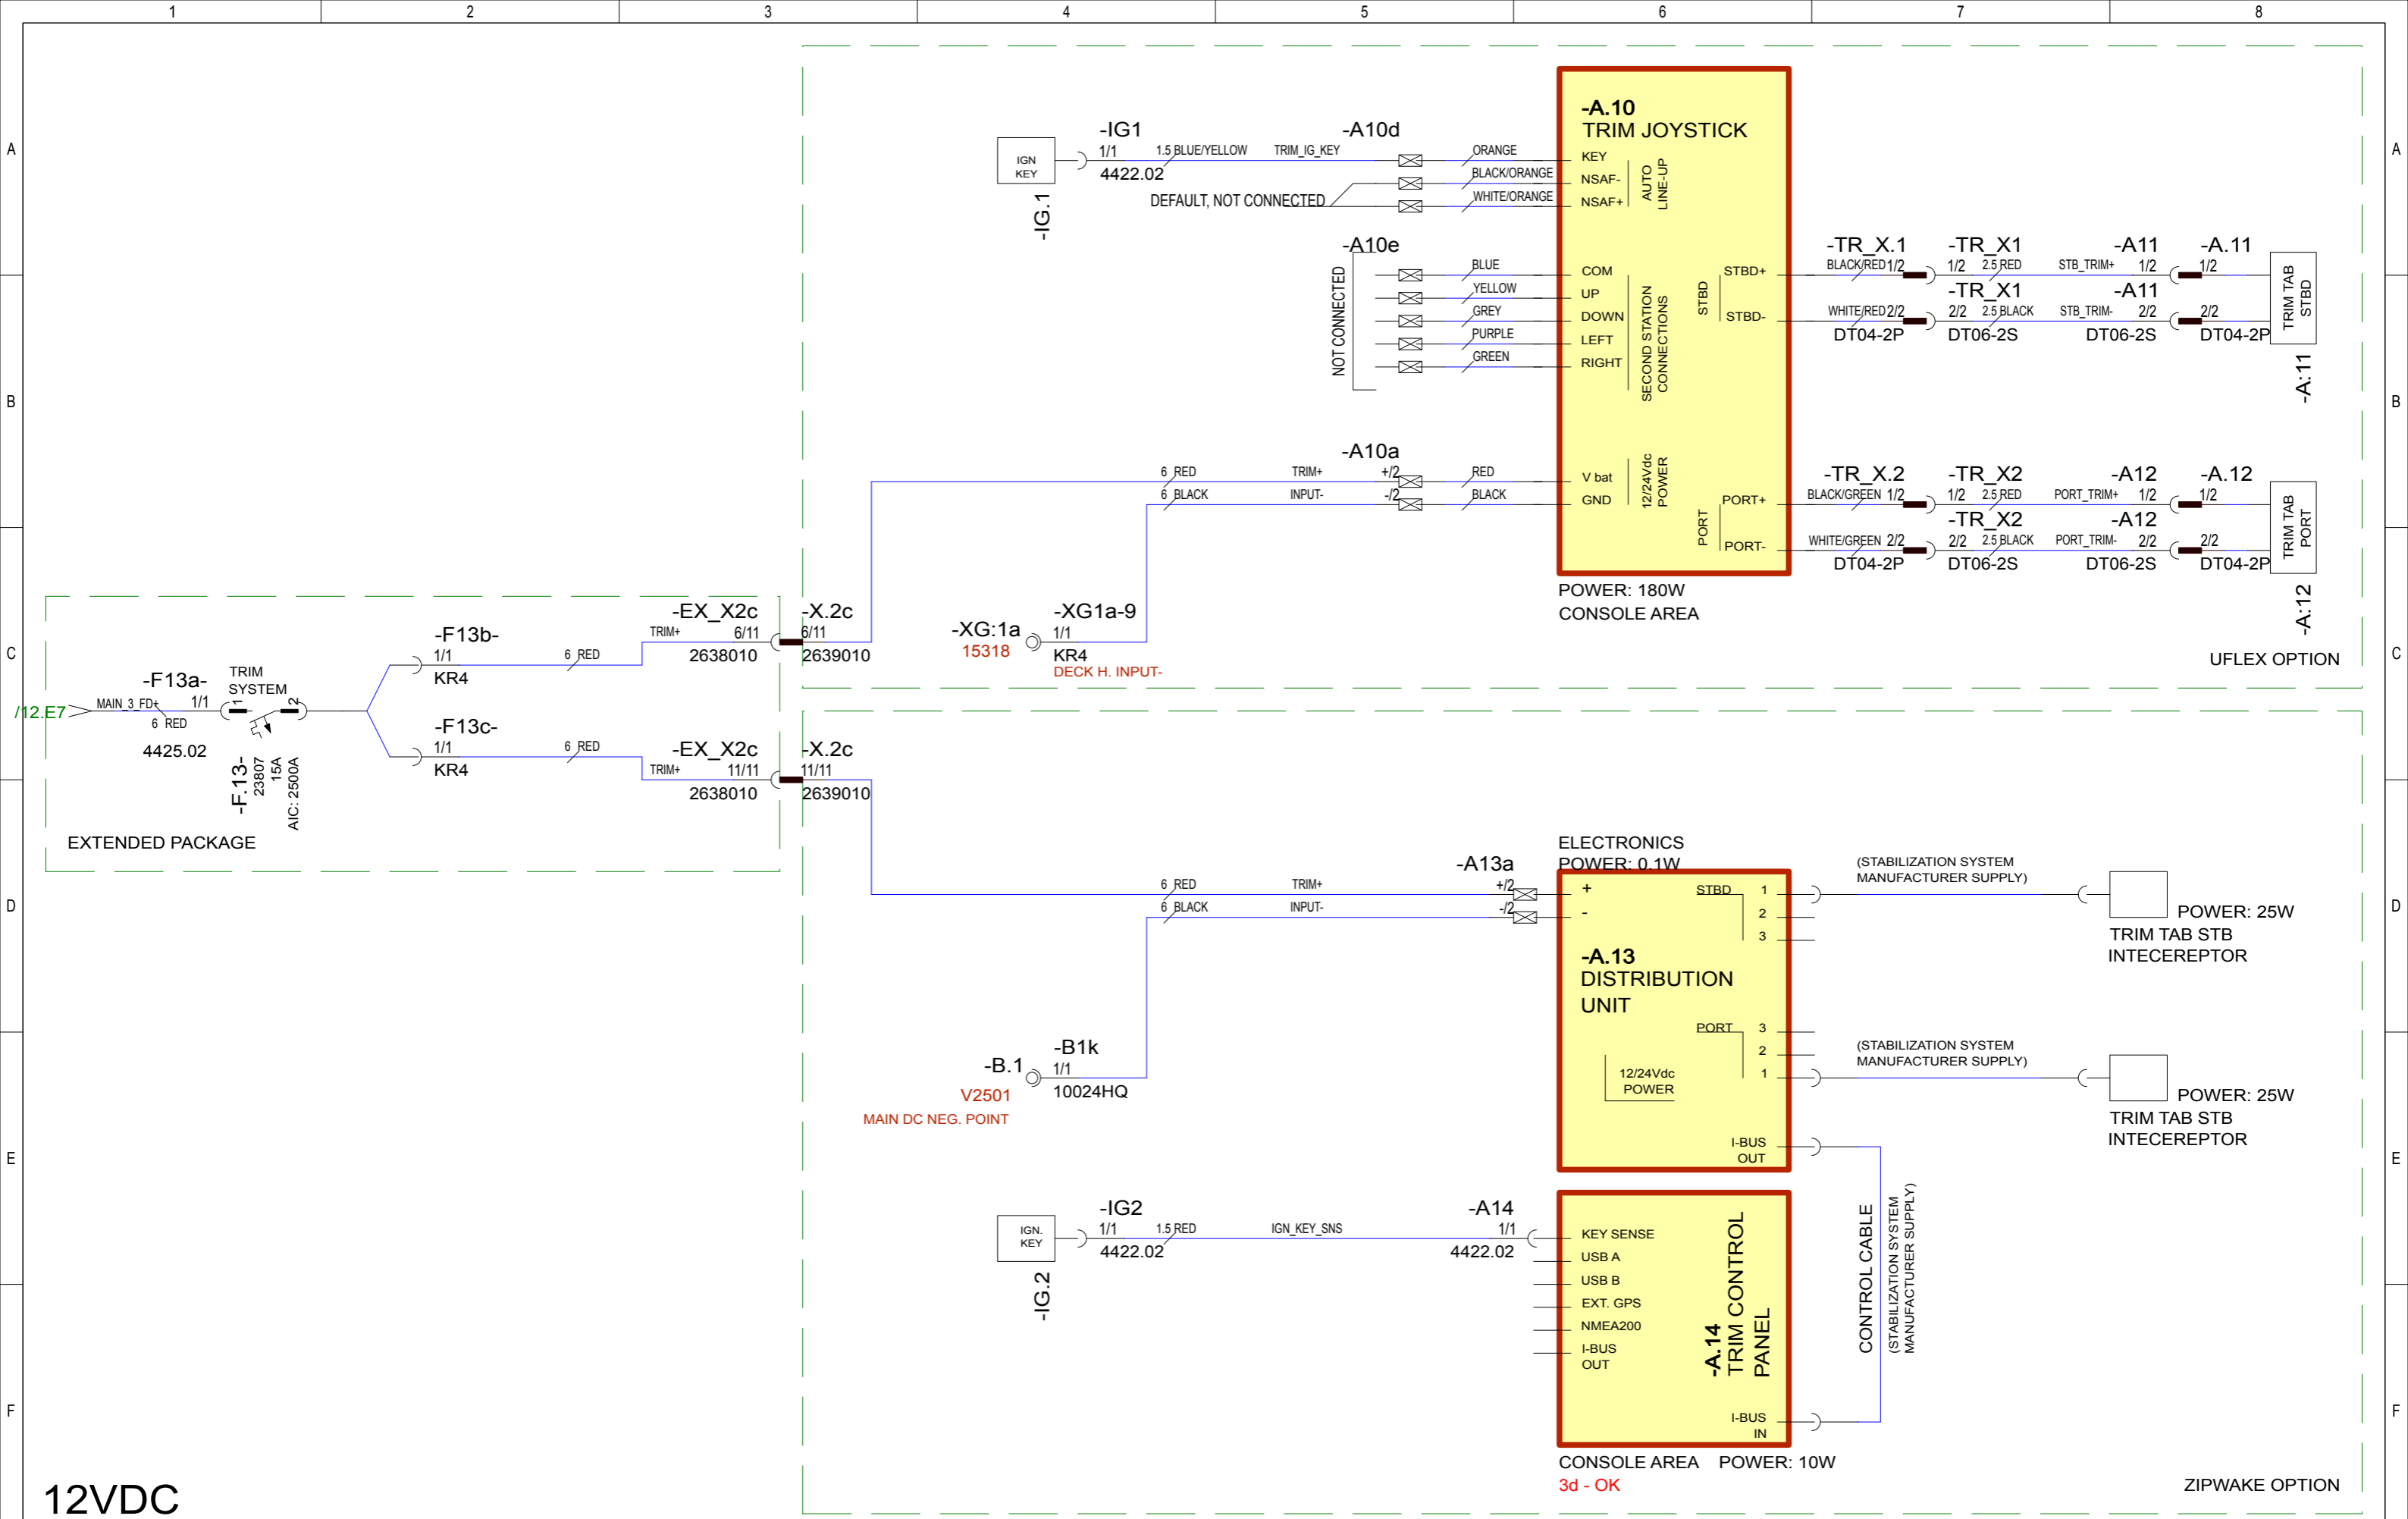 1 2 3 4 5 6 7 8
A A
B B
C C
D D
E E
F F
-A.10
TRIM JOYSTICK
IGN
KEY
-IG.1
-IG1
1/1
4422.02
1.5 BLUE/YELLOW
TRIM_IG_KEY
-A10d
DEFAULT, NOT CONNECTED
ORANGE
BLACK/ORANGE
WHITE/ORANGE
KEY
NSAF-
NSAF+
AUTO
LINE-UP
-A10e
NOT CONNECTED
BLUE
YELLOW
GREY
PURPLE
GREEN
COM
UP
DOWN
LEFT
RIGHT
SECOND STATION
CONNECTIONS
STBD
STBD+
STBD-
-TR_X.1
BLACK/RED 1/2
WHITE/RED 2/2
DT04-2P
-TR_X1
1/2 2.5 RED
-TR_X1
2/2 2.5 BLACK
DT06-2S
STB_TRIM+
STB_TRIM-
-A11
1/2
-A11
2/2
DT06-2S
-A.11
1/2
2/2
DT04-2P
TRIM TAB
STBD
-A:11
-A10a
6 RED
TRIM+
+/2
RED
6 BLACK
INPUT-
-/2
BLACK
V bat
GND
12/24Vdc
POWER
PORT
PORT+
PORT-
-TR_X.2
BLACK/GREEN 1/2
WHITE/GREEN 2/2
DT04-2P
-TR_X2
1/2 2.5 RED
-TR_X2
2/2 2.5 BLACK
DT06-2S
PORT_TRIM+
PORT_TRIM-
-A12
1/2
-A12
2/2
DT06-2S
-A.12
1/2
2/2
DT04-2P
TRIM TAB
PORT
-A:12
POWER: 180W
CONSOLE AREA
-XG:1a
15318
-XG1a-9
1/1
KR4
DECK H. INPUT-
UFLEX OPTION
/12.E7
MAIN_3_FD+
6 RED
-F13a-
1/1
4425.02
TRIM
SYSTEM
1 2
-F.13-
23807
15A
AIC: 2500A
-F13b-
1/1
KR4
6 RED
-EX_X2c
TRIM+ 6/11
2638010
-X.2c
6/11
2639010
-F13c-
1/1
KR4
6 RED
-EX_X2c
TRIM+ 11/11
2638010
-X.2c
11/11
2639010
EXTENDED PACKAGE
ELECTRONICS
POWER: 0.1W
-A13a
6 RED
TRIM+
+/2
6 BLACK
INPUT-
-/2
+
-
-A.13
DISTRIBUTION
UNIT
STBD 1
2
3
PORT 3
2
1
12/24Vdc
POWER
I-BUS
OUT
(STABILIZATION SYSTEM
MANUFACTURER SUPPLY)
POWER: 25W
TRIM TAB STB
INTECEREPTOR
(STABILIZATION SYSTEM
MANUFACTURER SUPPLY)
POWER: 25W
TRIM TAB STB
INTECEREPTOR
-B.1
V2501
MAIN DC NEG. POINT
-B1k
1/1
10024HQ
IGN.
KEY
-IG.2
-IG2
1/1
4422.02
1.5 RED
IGN_KEY_SNS
-A14
1/1
4422.02
KEY SENSE
USB A
USB B
EXT. GPS
NMEA200
I-BUS
OUT
-A.14
TRIM CONTROL
PANEL
I-BUS
IN
CONTROL CABLE
(STABILIZATION SYSTEM
MANUFACTURER SUPPLY)
CONSOLE AREA POWER: 10W
3d - OK
ZIPWAKE OPTION
12VDC